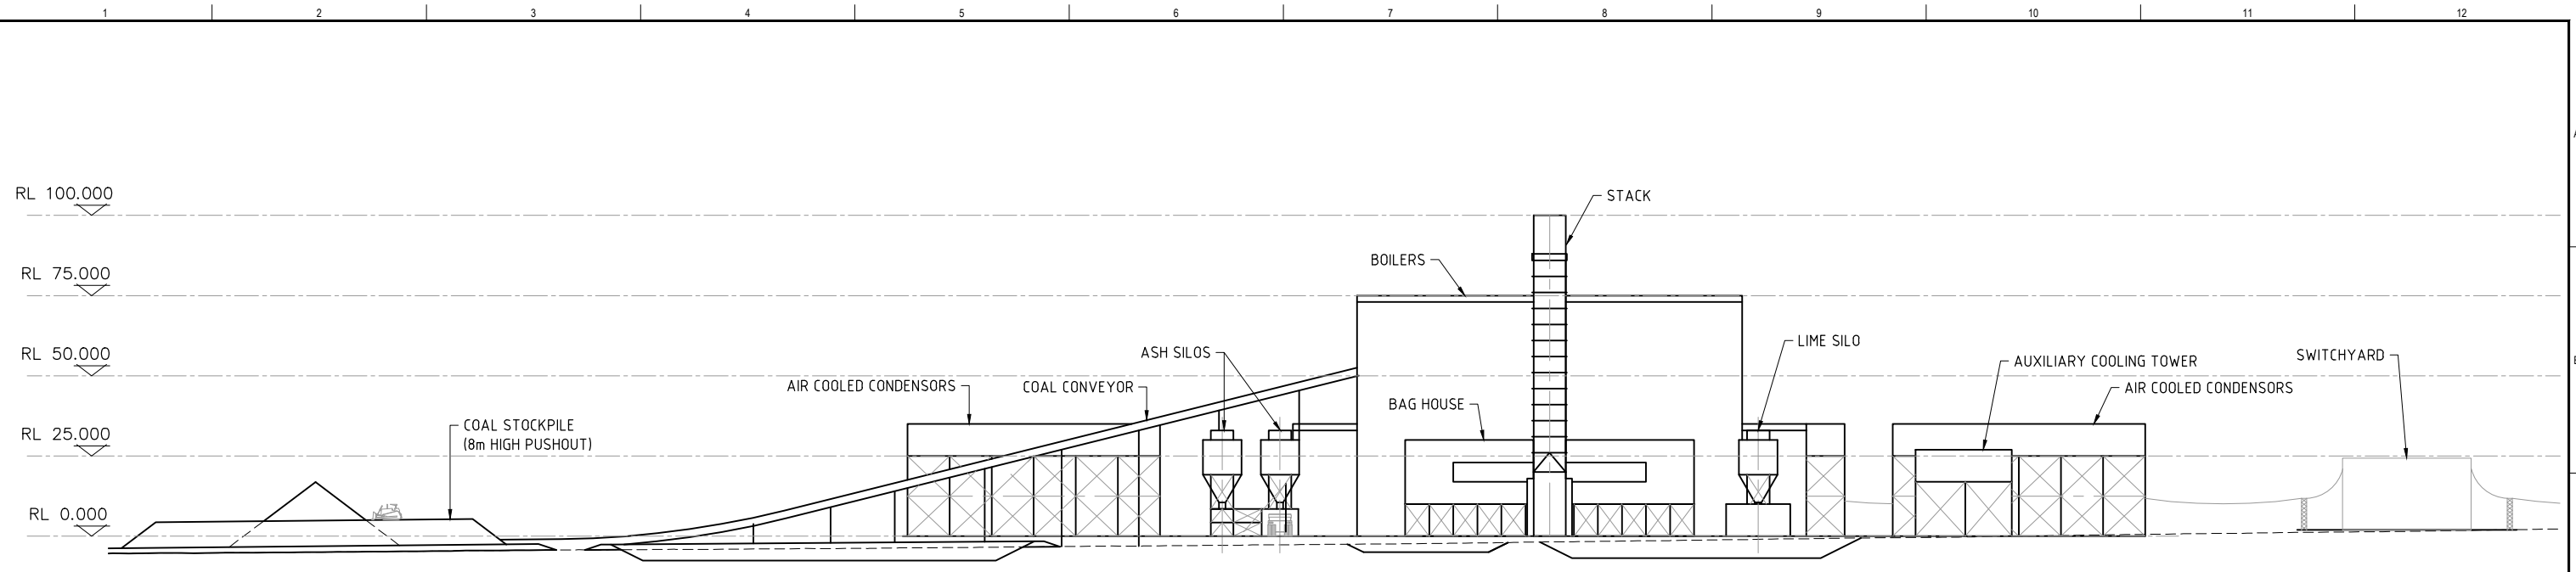 1 2 3 4 5 6 7 8 9 10 11 12
RL 100.000
STACK
BOILERS
RL 75.000
LIME SILO
RL 50.000
ASH SILOS
SWITCHYARD
AUXILIARY COOLING TOWER
AIR COOLED CONDENSORS
COAL CONVEYOR
AIR COOLED CONDENSORS
BAG HOUSE
RL 25.000
COAL STOCKPILE
(8m HIGH PUSHOUT)
RL 0.000